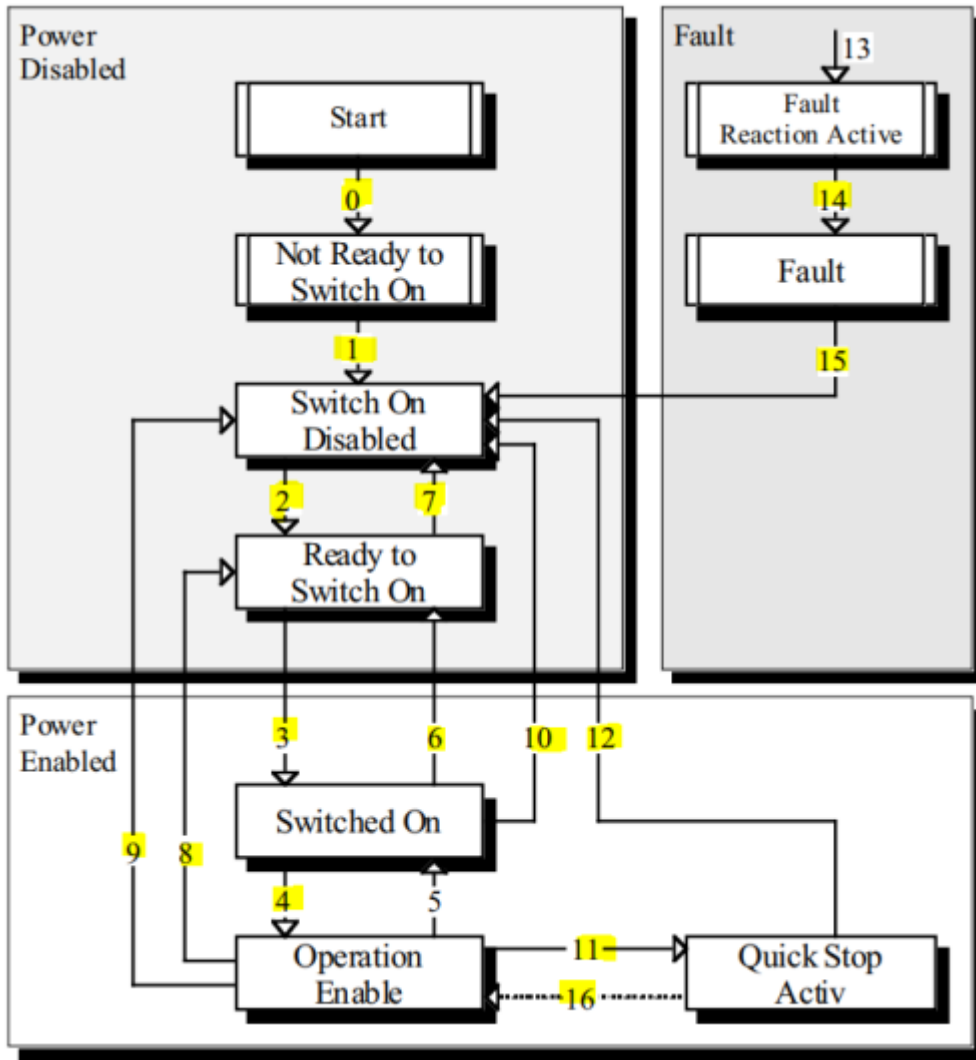 Power
Disabled
Fault
13
Start
Fault
Reaction Active
0
14
Not Ready to
Switch On
Fault
1
15
Switch On
Disabled
2
7
Ready to
Switch On
Power
Enabled
3
6
10
12
Switched On
9
8
4
5
Operation
Enable
11
16
Quick Stop
Activ